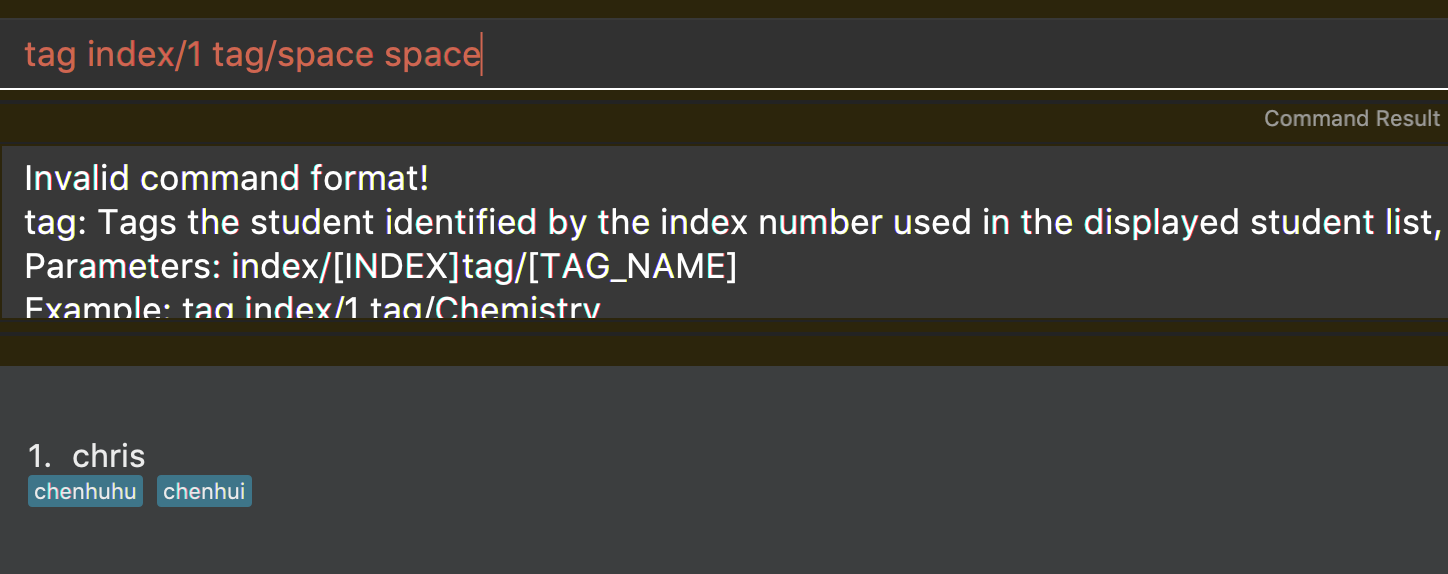 tag index/1 tag/space space
Command Result
Invalid command format!
tag: Tags the student identified by the index number used in the displayed student list,
Parameters: index/[INDEX]tag/[TAG_NAME]
Example: tag index/1 tag/Chemistry
1. chris
chenhuhu chenhui